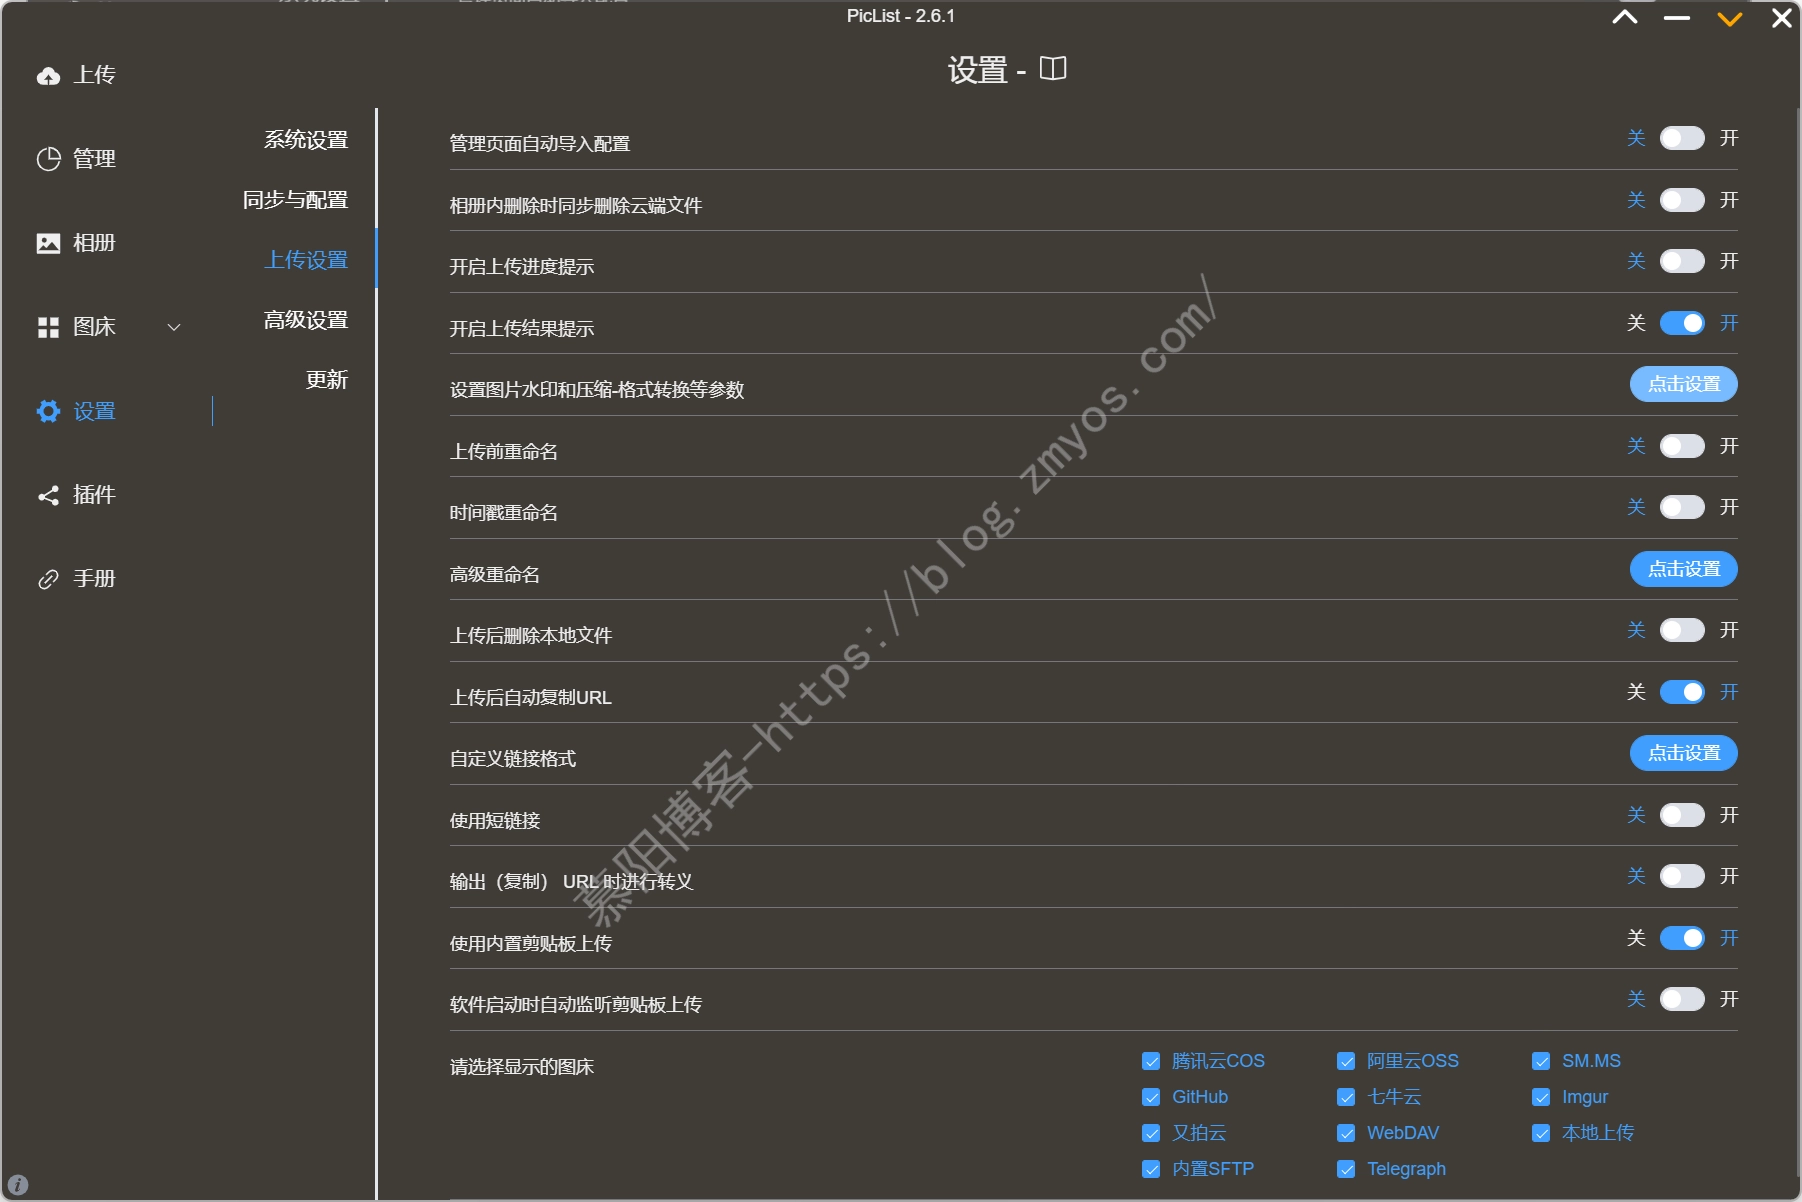 PicList - 2.6.1
设置 -
上传
管理
相册
图床
设置
插件
手册
系统设置
同步与配置
上传设置
高级设置
更新
管理页面自动导入配置 关 开
相册内删除时同步删除云端文件 关 开
开启上传进度提示 关 开
开启上传结果提示 关 开
设置图片水印和压缩-格式转换等参数 点击设置
上传前重命名 关 开
时间戳重命名 关 开
高级重命名 点击设置
上传后删除本地文件 关 开
上传后自动复制URL 关 开
自定义链接格式 点击设置
使用短链接 关 开
输出（复制） URL 时进行转义 关 开
使用内置剪贴板上传 关 开
软件启动时自动监听剪贴板上传 关 开
请选择显示的图床
腾讯云COS 阿里云OSS SM.MS
GitHub 七牛云 Imgur
又拍云 WebDAV 本地上传
内置SFTP Telegraph
慕阳博客-https://blog.zmyos.com/